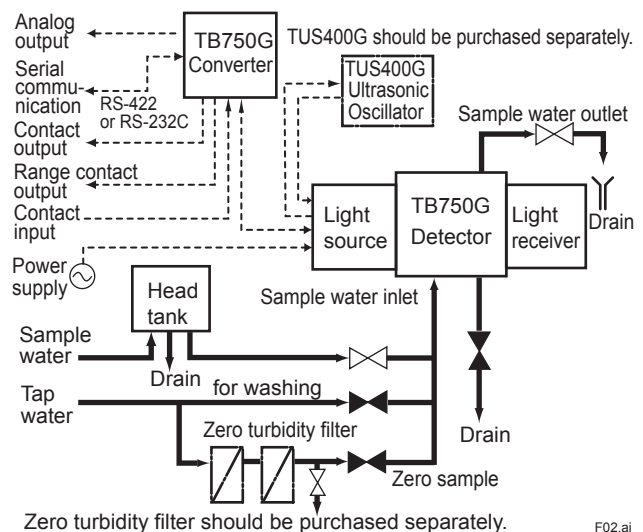 Analog
output
Serial
commu-
nication
RS-422
or RS-232C
Contact
output
Range contact
output
Contact
input
Power
supply
TB750G
Converter
TUS400G should be purchased separately.
TUS400G
Ultrasonic
Oscillator
Sample water outlet
Light
source
TB750G
Detector
Light
receiver
Drain
Sample water inlet
Head
tank
Sample
water
Drain
Tap
water
for washing
Zero turbidity filter
Zero sample
Drain
Zero turbidity filter should be purchased separately.
F02.ai